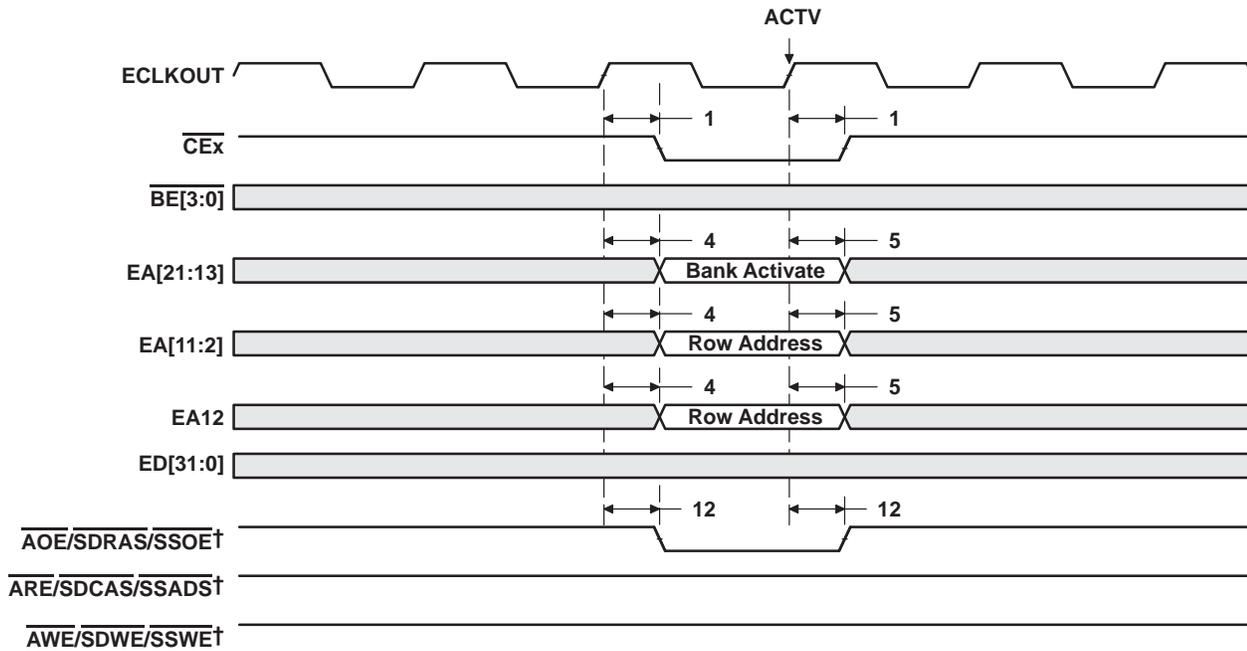 ACTV
ECLKOUT
1 1
CEx
BE[3:0]
4 5
EA[21:13] Bank Activate
4 5
EA[11:2] Row Address
4 5
EA12 Row Address
ED[31:0]
12 12
AOE/SDRAS/SSOE†
ARE/SDCAS/SSADS†
AWE/SDWE/SSWE†